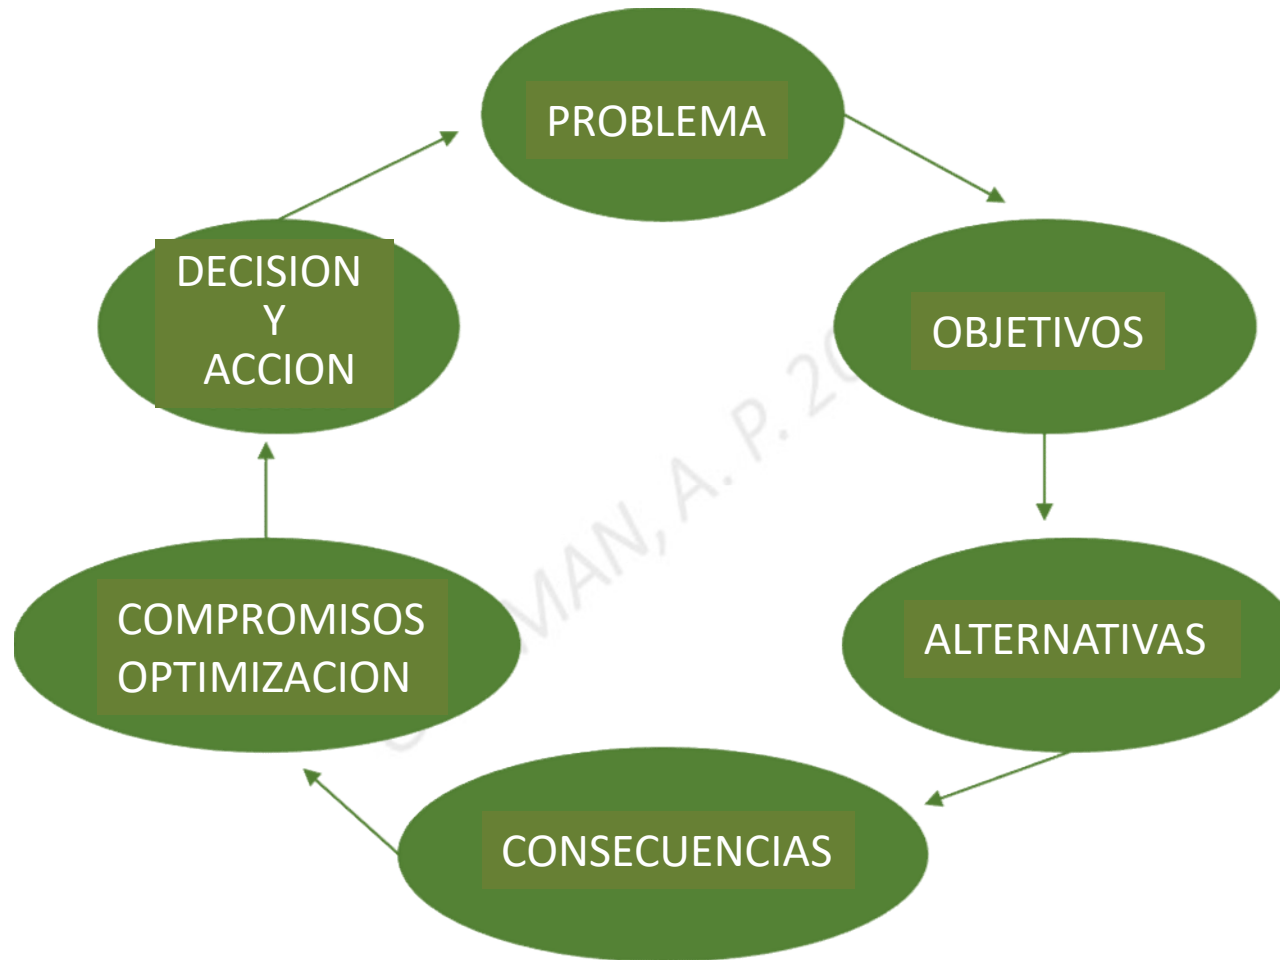 PROBLEMA
OBJETIVOS
ALTERNATIVAS
CONSECUENCIAS
COMPROMISOS
OPTIMIZACION
DECISION
Y
ACCION
A. P.